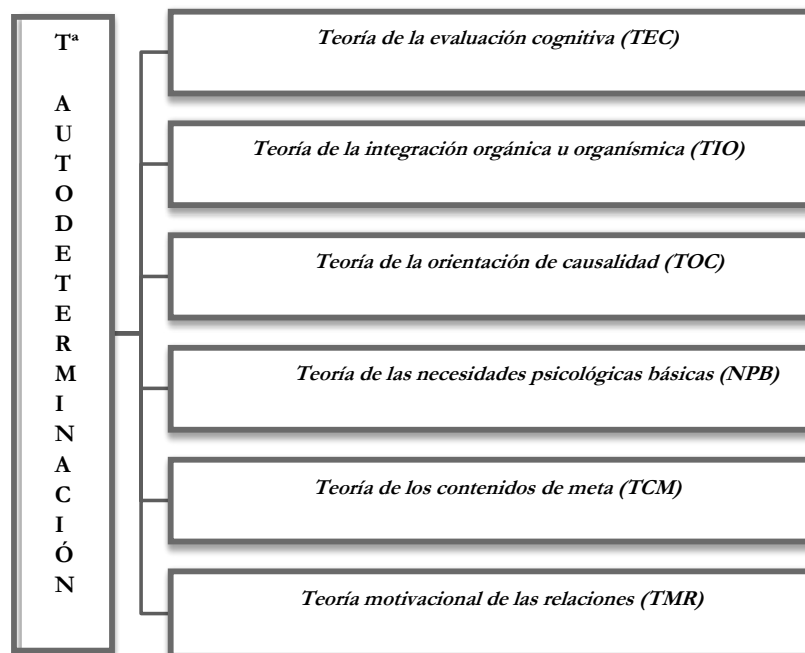 Tª
AUTODETERMINACIÓN
Teoría de la evaluación cognitiva (TEC)
Teoría de la integración orgánica u organísmica (TIO)
Teoría de la orientación de causalidad (TOC)
Teoría de las necesidades psicológicas básicas (NPB)
Teoría de los contenidos de meta (TCM)
Teoría motivacional de las relaciones (TMR)